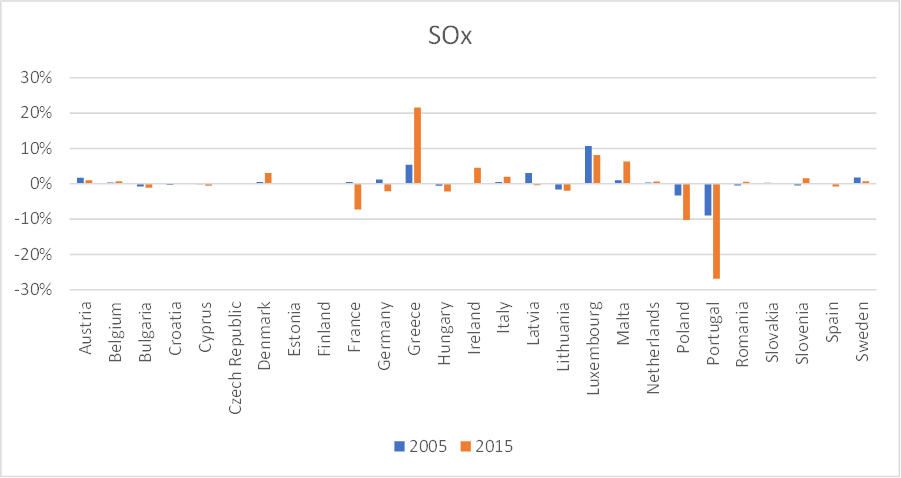 SOx
30%
20%
10%
0%
-10%
-20%
-30%
Austria
Belgium
Bulgaria
Croatia
Cyprus
Czech Republic
Denmark
Estonia
Finland
France
Germany
Greece
Hungary
Ireland
Italy
Latvia
Lithuania
Luxembourg
Malta
Netherlands
Poland
Portugal
Romania
Slovakia
Slovenia
Spain
Sweden
2005 2015